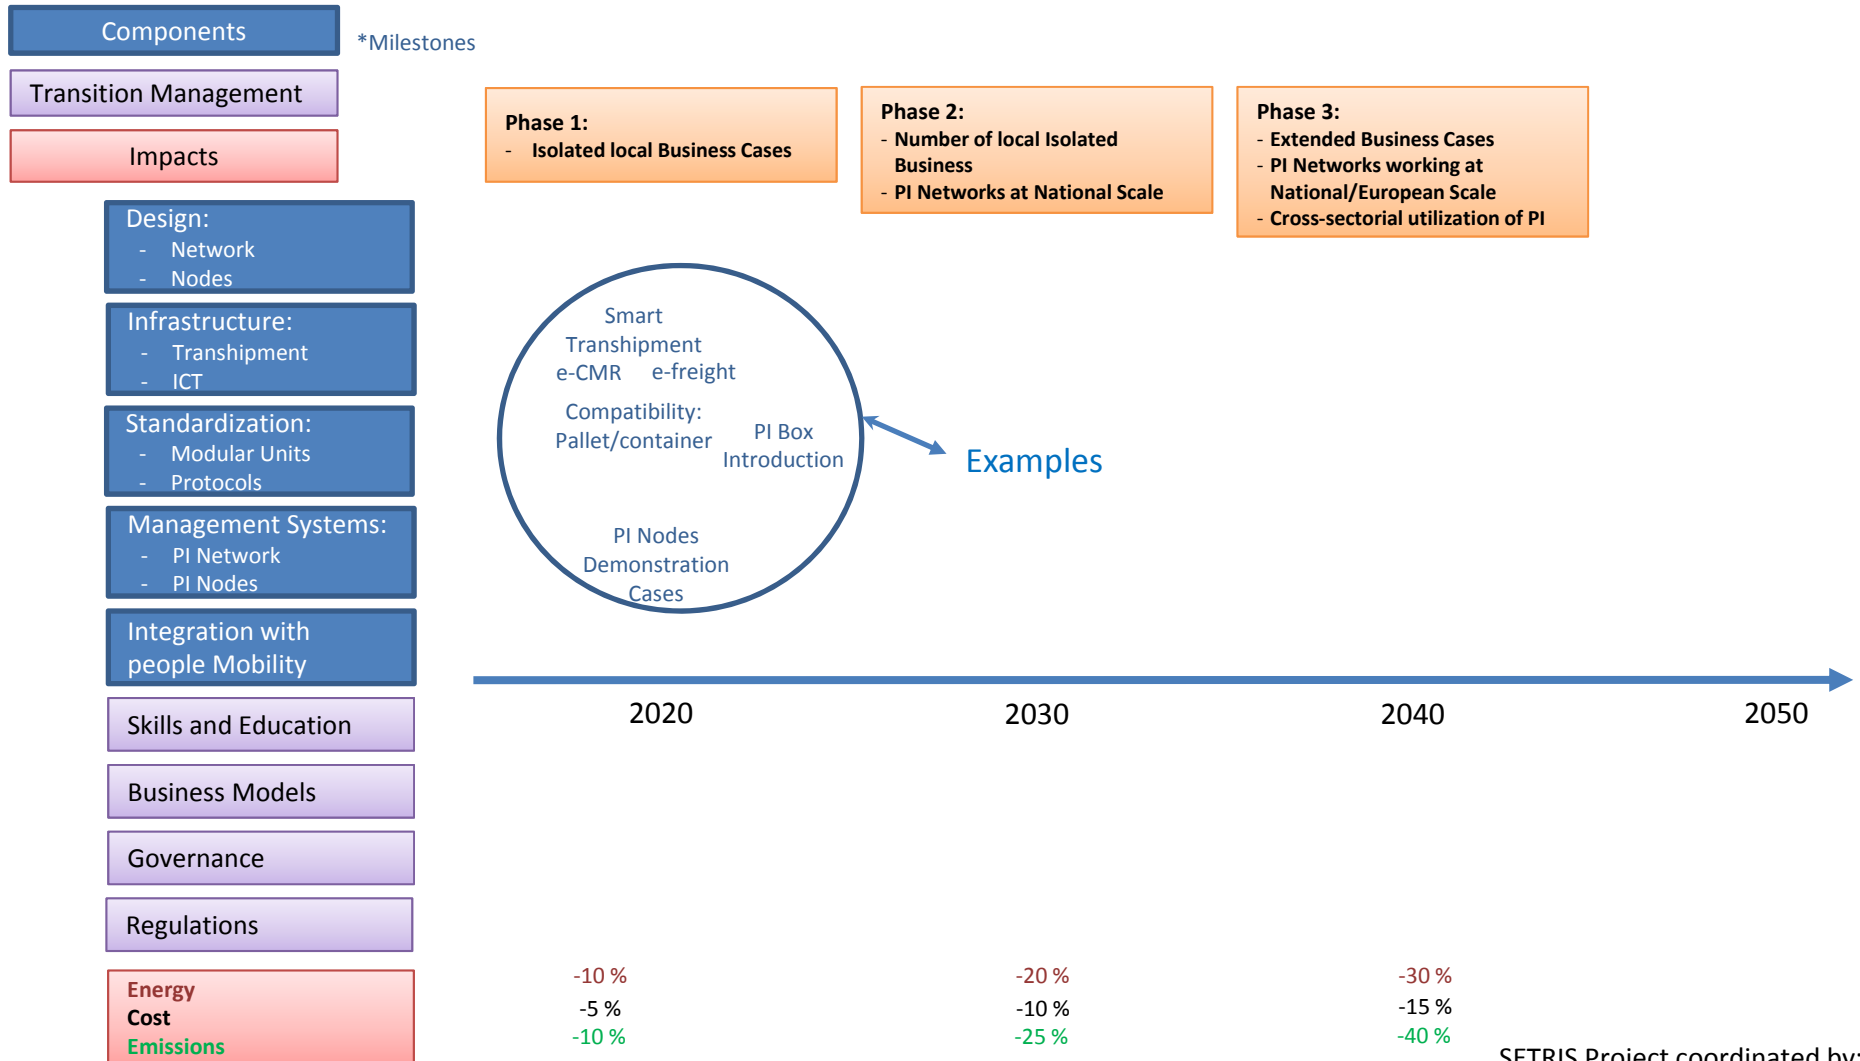 Components
*Milestones
Transition Management
Impacts
Phase 1:
- Isolated local Business Cases
Phase 2:
- Number of local Isolated
Business
- PI Networks at National Scale
Phase 3:
- Extended Business Cases
- PI Networks working at
National/European Scale
- Cross-sectorial utilization of PI
Design:
- Network
- Nodes
Infrastructure:
- Transhipment
- ICT
Standardization:
- Modular Units
- Protocols
Management Systems:
- PI Network
- PI Nodes
Integration with
people Mobility
Smart
Transhipment
e-CMR e-freight
Compatibility:
Pallet/container
PI Box
Introduction
PI Nodes
Demonstration
Cases
Examples
2020 2030 2040 2050
Skills and Education
Business Models
Governance
Regulations
Energy -10 % -20 % -30 %
Cost -5 % -10 % -15 %
Emissions -10 % -25 % -40 %
SETRIS Project coordinated by: